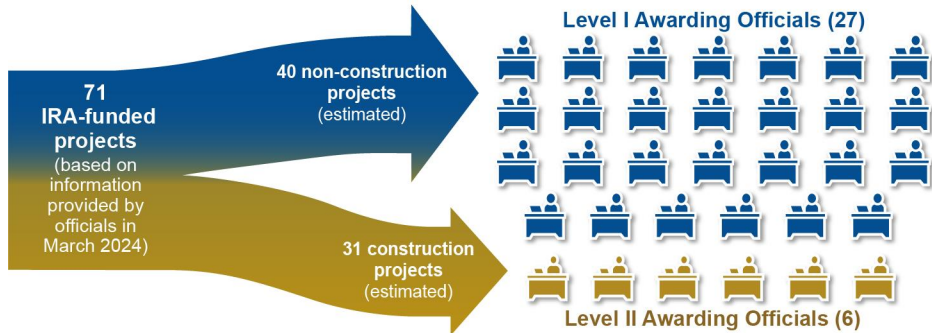 71
IRA-funded
projects
(based on
information
provided by
officials in
March 2024)
40 non-construction
projects
(estimated)
31 construction
projects
(estimated)
Level I Awarding Officials (27)
Level II Awarding Officials (6)